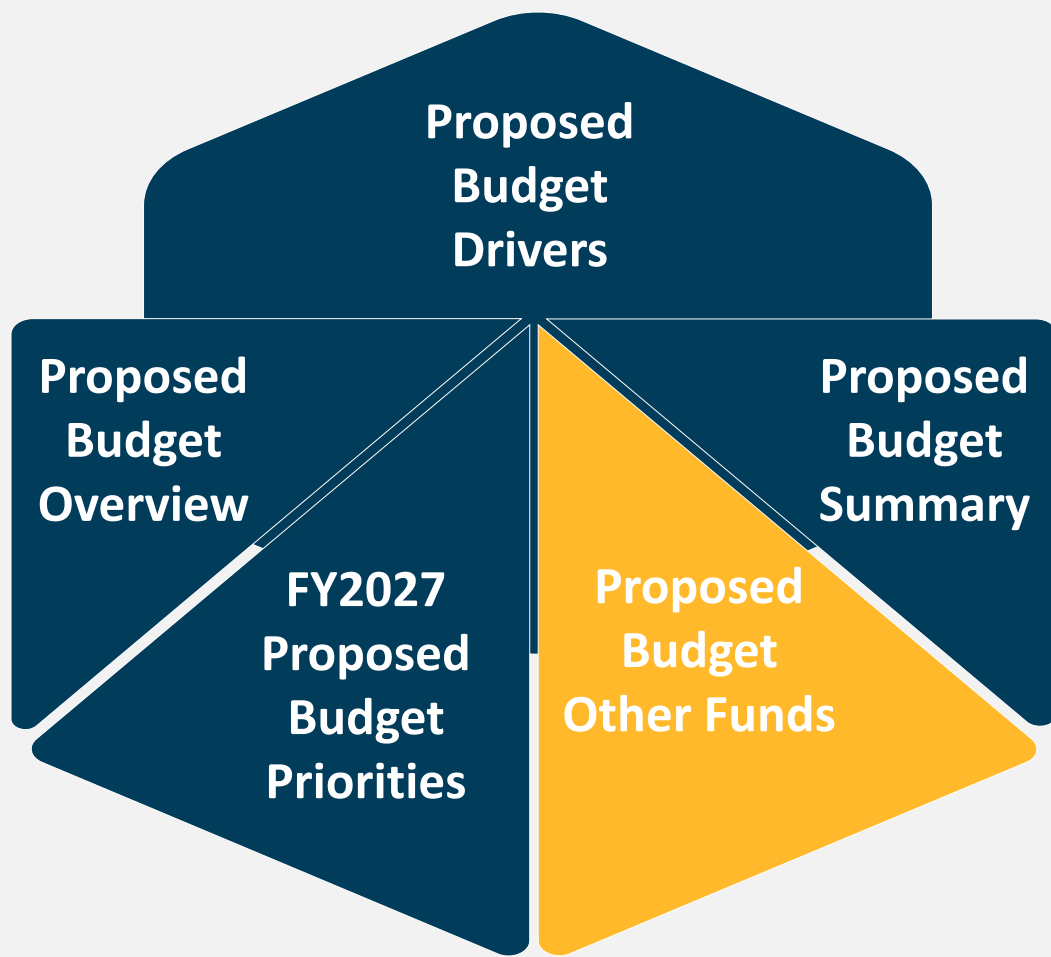 Proposed
Budget
Drivers
Proposed
Budget
Overview
Proposed
Budget
Summary
FY2027
Proposed
Budget
Priorities
Proposed
Budget
Other Funds